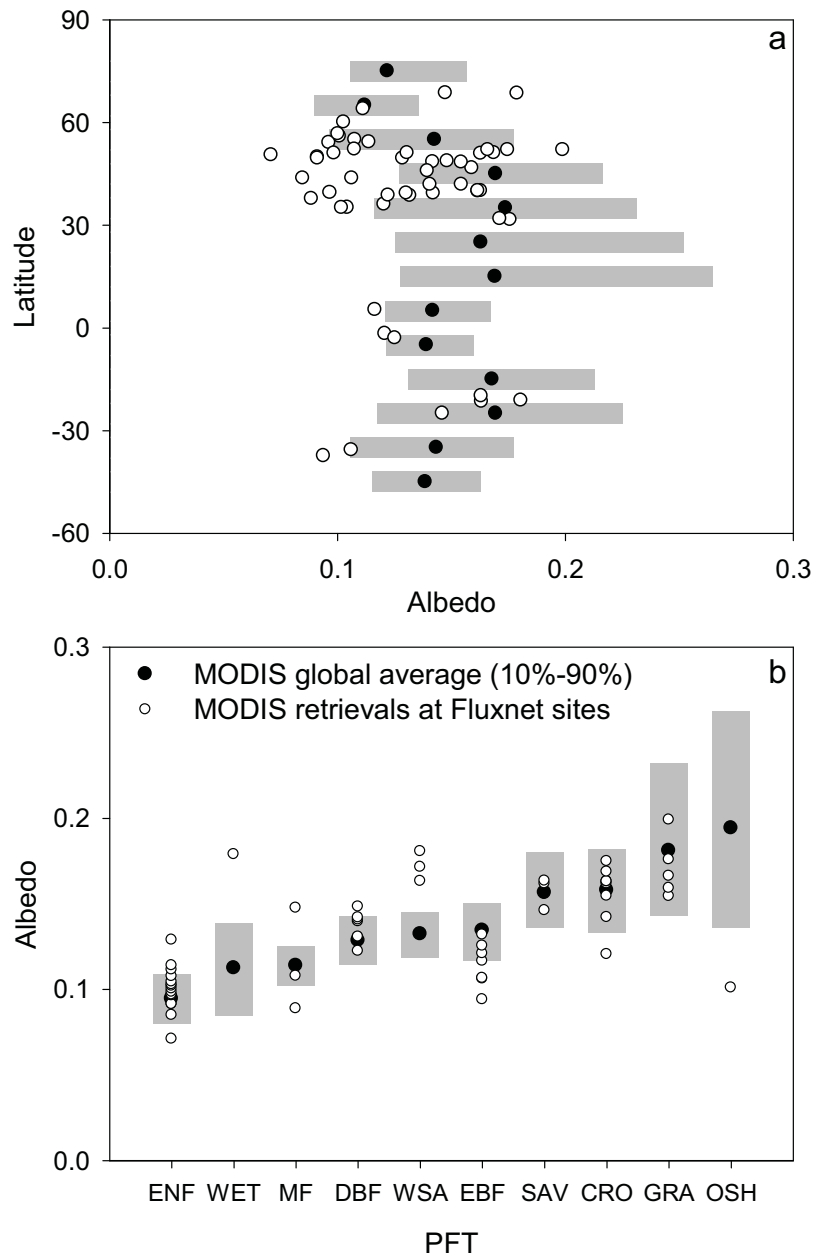 a
90
60
30
0
-30
-60
Latitude
0.0 0.1 0.2 0.3
Albedo
b
MODIS global average (10%-90%)
MODIS retrievals at Fluxnet sites
0.3
0.2
0.1
0.0
Albedo
ENF WET MF DBF WSA EBF SAV CRO GRA OSH
PFT